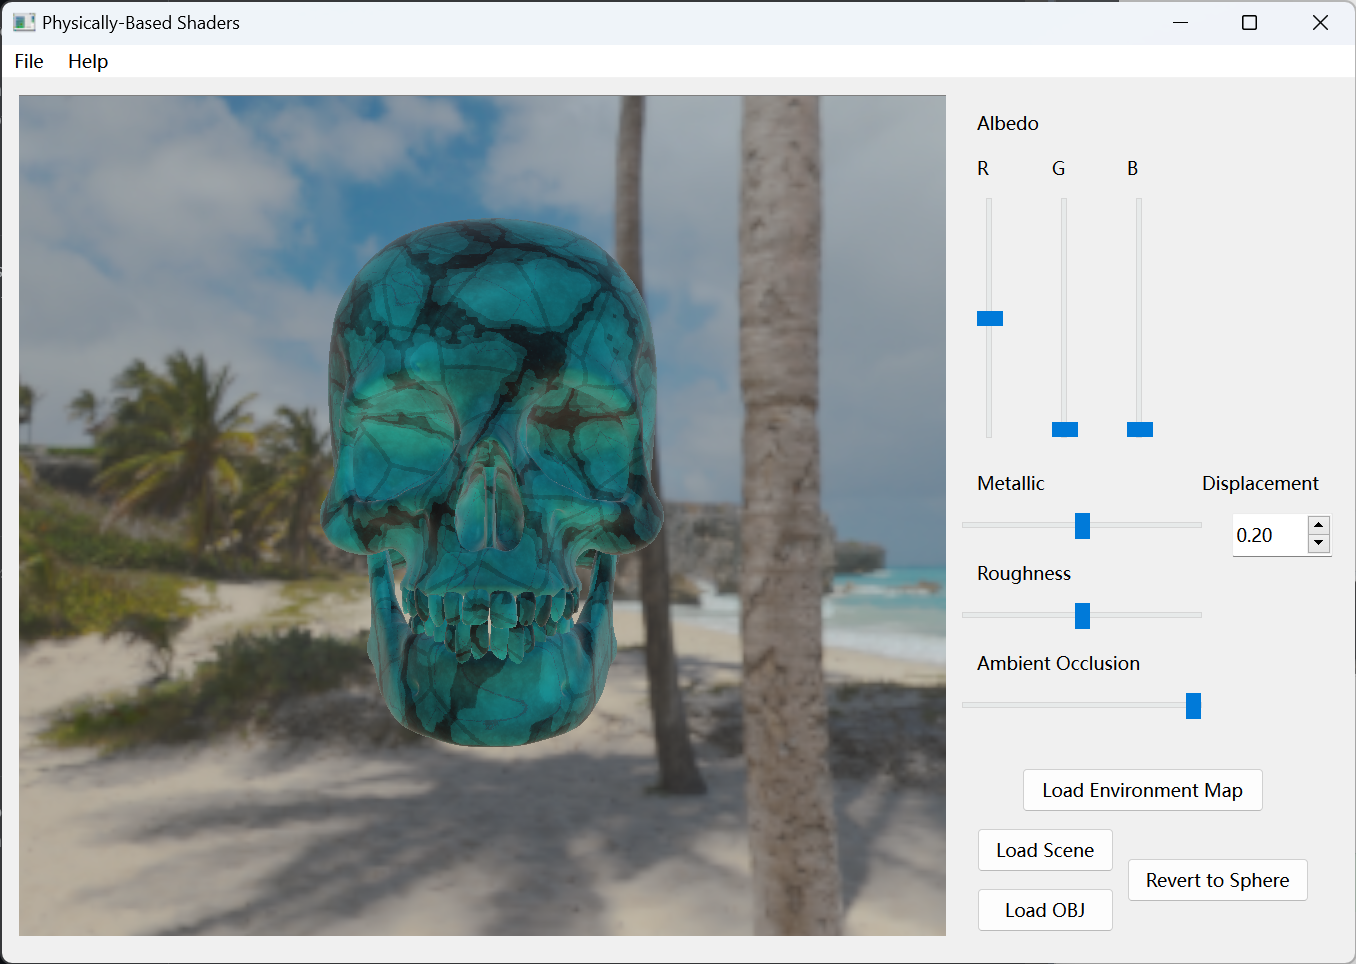 Physically-Based Shaders
File Help
Albedo
R G B
Metallic Displacement
0.20
Roughness
Ambient Occlusion
Load Environment Map
Load Scene
Revert to Sphere
Load OBJ